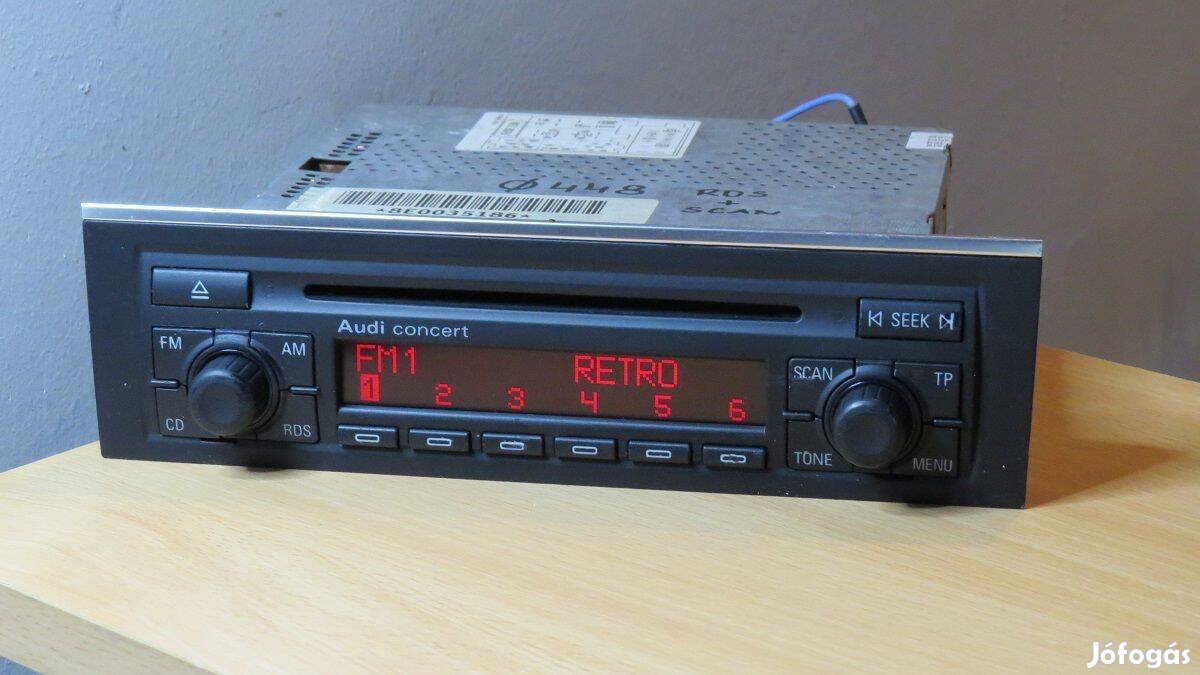 Ø448 RDS
+
SCAN
*8E0035186*
SEEK
Audi concert
FM AM
CD RDS
FM1 RETRO
1 2 3 4 5 6
SCAN TP
TONE MENU
Jófogás